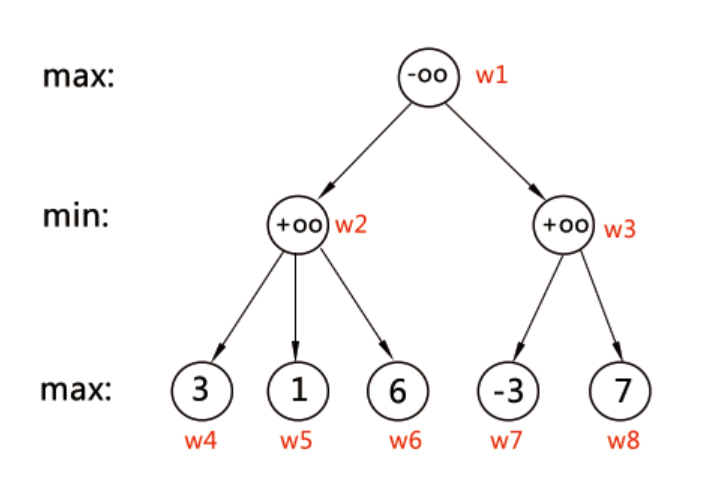 max: -oo w1
min: +oo w2 +oo w3
max: 3 1 6 -3 7
w4 w5 w6 w7 w8